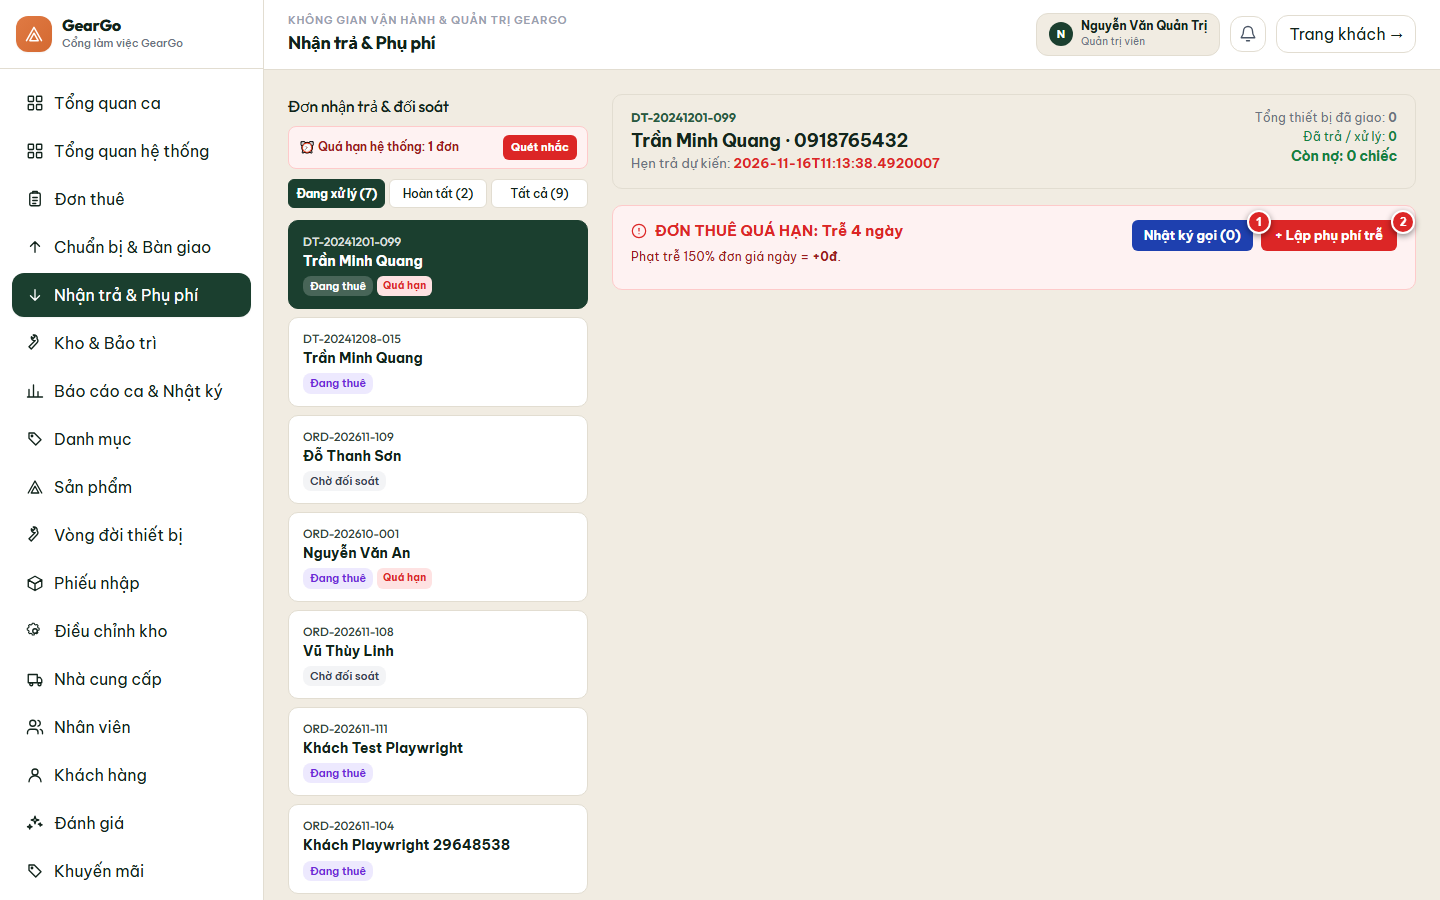 GearGo
Cổng làm việc GearGo
Tổng quan ca
Tổng quan hệ thống
Đơn thuê
Chuẩn bị & Bàn giao
Nhận trả & Phụ phí
Kho & Bảo trì
Báo cáo ca & Nhật ký
Danh mục
Sản phẩm
Vòng đời thiết bị
Phiếu nhập
Điều chỉnh kho
Nhà cung cấp
Nhân viên
Khách hàng
Đánh giá
Khuyến mãi
KHÔNG GIAN VẬN HÀNH & QUẢN TRỊ GEARGO
Nhận trả & Phụ phí
N
Nguyễn Văn Quản Trị
Quản trị viên
Trang khách →
Đơn nhận trả & đối soát
Quá hạn hệ thống: 1 đơn
Quét nhắc
Đang xử lý (7)
Hoàn tất (2)
Tất cả (9)
DT-20241201-099
Trần Minh Quang
Đang thuê
Quá hạn
DT-20241208-015
Trần Minh Quang
Đang thuê
ORD-202611-109
Đỗ Thanh Sơn
Chờ đối soát
ORD-202610-001
Nguyễn Văn An
Đang thuê
Quá hạn
ORD-202611-108
Vũ Thùy Linh
Chờ đối soát
ORD-202611-111
Khách Test Playwright
Đang thuê
ORD-202611-104
Khách Playwright 29648538
Đang thuê
DT-20241201-099
Trần Minh Quang · 0918765432
Hẹn trả dự kiến: 2026-11-16T11:13:38.4920007
Tổng thiết bị đã giao: 0
Đã trả / xử lý: 0
Còn nợ: 0 chiếc
ĐƠN THUÊ QUÁ HẠN: Trễ 4 ngày
Phạt trễ 150% đơn giá ngày = +0đ.
Nhật ký gọi (0)
1
+ Lập phụ phí trễ
2